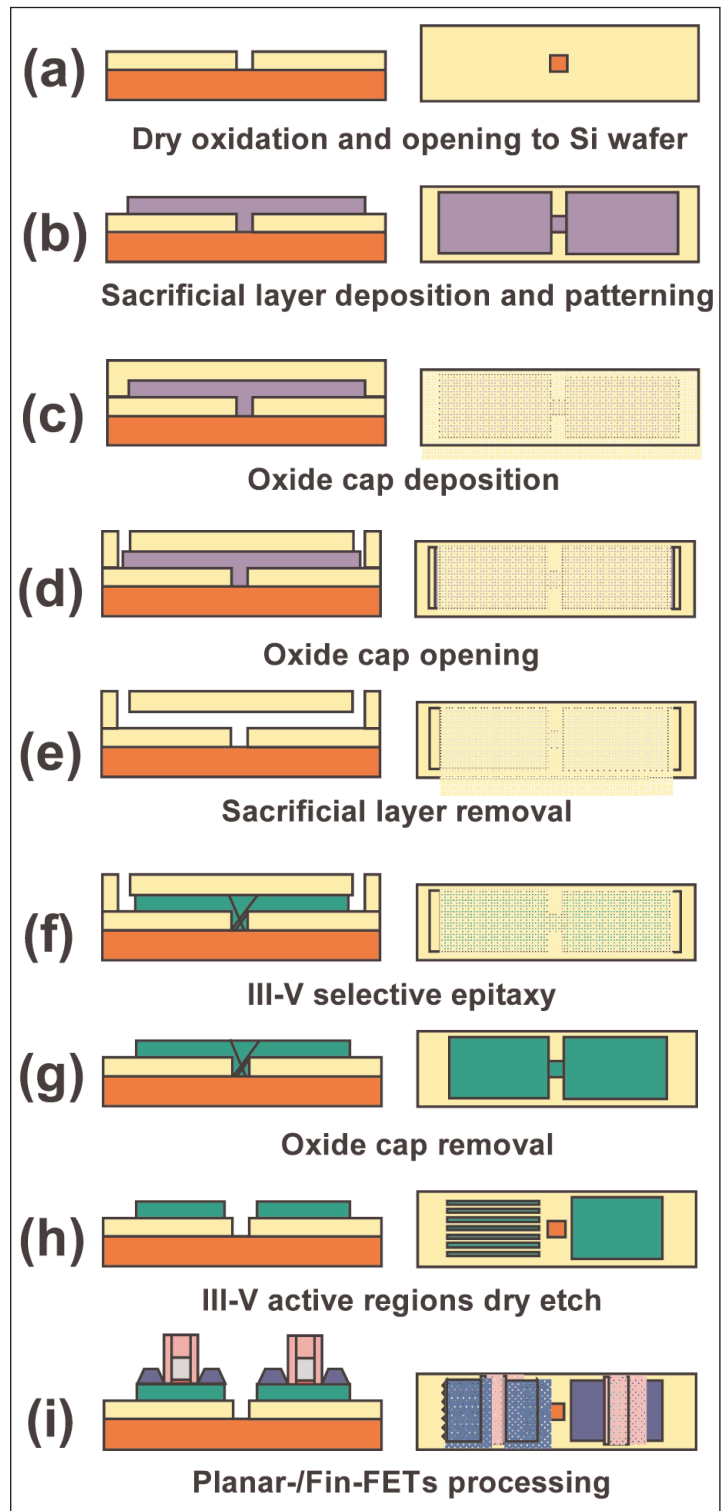 (a)
Dry oxidation and opening to Si wafer
(b)
Sacrificial layer deposition and patterning
(c)
Oxide cap deposition
(d)
Oxide cap opening
(e)
Sacrificial layer removal
(f)
III-V selective epitaxy
(g)
Oxide cap removal
(h)
III-V active regions dry etch
(i)
Planar-/Fin-FETs processing